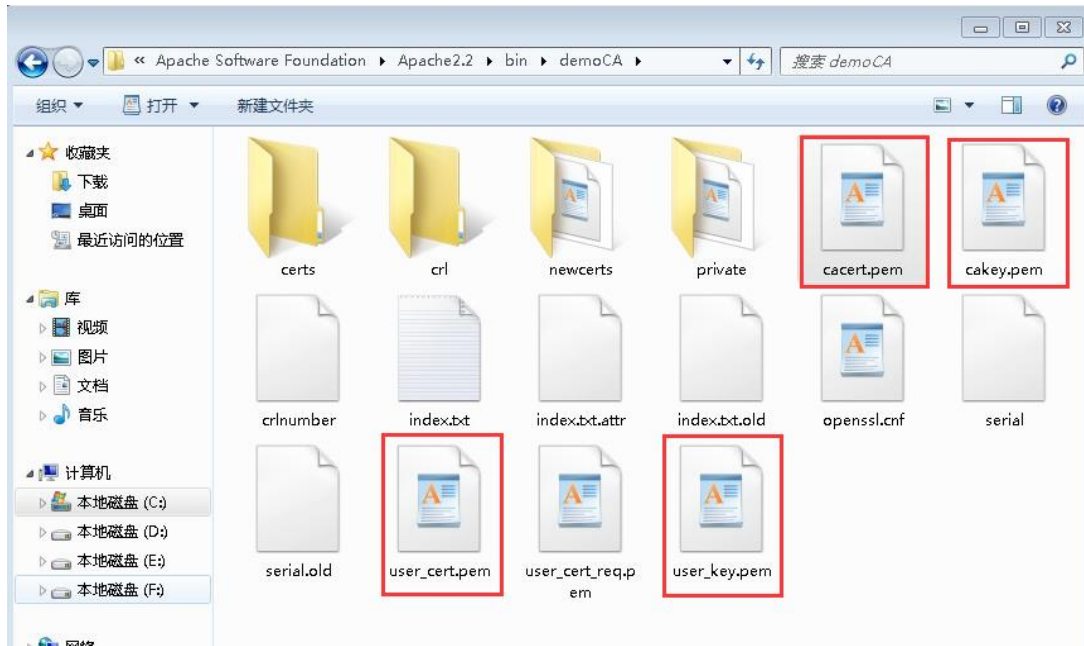 « Apache Software Foundation ▸ Apache2.2 ▸ bin ▸ demoCA ▸
搜索 demoCA
组织
打开
新建文件夹
收藏夹
下载
桌面
最近访问的位置
库
视频
图片
文档
音乐
计算机
本地磁盘 (C:)
本地磁盘 (D:)
本地磁盘 (E:)
本地磁盘 (F:)
网络
certs
crl
newcerts
private
cacert.pem
cakey.pem
crlnumber
index.txt
index.txt.attr
index.txt.old
openssl.cnf
serial
serial.old
user_cert.pem
user_cert_req.p
em
user_key.pem